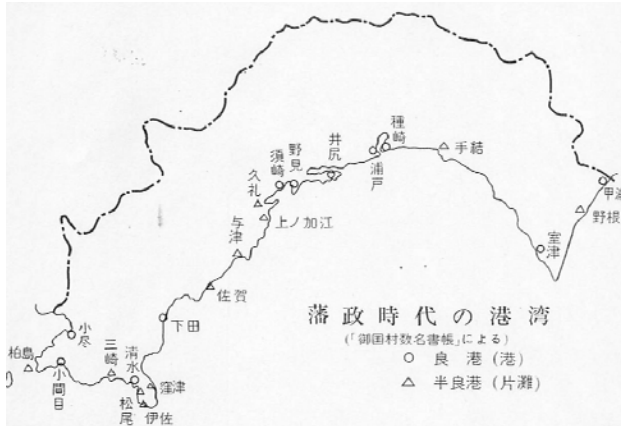 種崎
井尻
手結
野見
浦戸
須崎
甲浦
久礼
野根
上ノ加江
与津
室津
佐賀
藩政時代の港湾
(「御国村数名書帳」による)
下田
小尽
○ 良港(港)
柏島
三崎
清水
△ 半良港(片灘)
小間目
窪津
松尾
伊佐